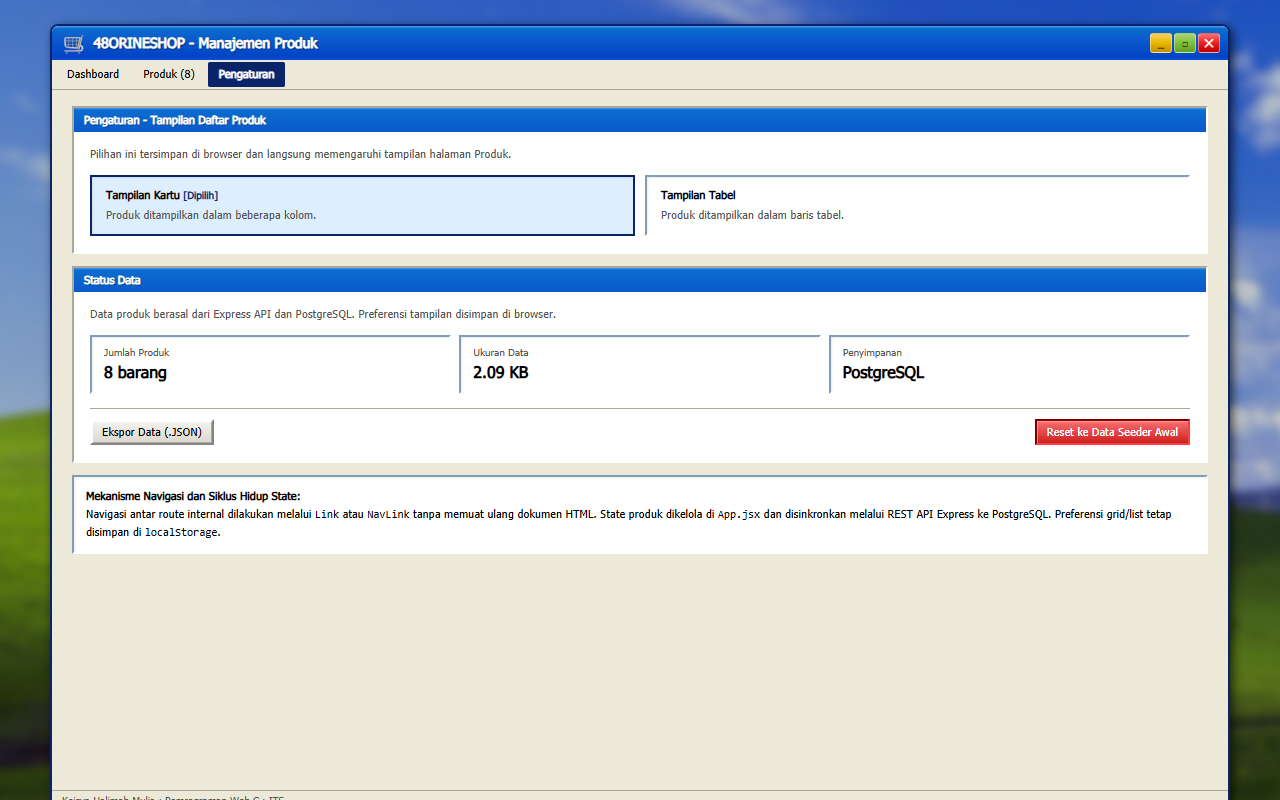 48ORINESHOP - Manajemen Produk
Dashboard
Produk (8)
Pengaturan
Pengaturan - Tampilan Daftar Produk
Pilihan ini tersimpan di browser dan langsung memengaruhi tampilan halaman Produk.
Tampilan Kartu [Dipilih]
Produk ditampilkan dalam beberapa kolom.
Tampilan Tabel
Produk ditampilkan dalam baris tabel.
Status Data
Data produk berasal dari Express API dan PostgreSQL. Preferensi tampilan disimpan di browser.
Jumlah Produk
8 barang
Ukuran Data
2.09 KB
Penyimpanan
PostgreSQL
Ekspor Data (.JSON)
Reset ke Data Seeder Awal
Mekanisme Navigasi dan Siklus Hidup State:
Navigasi antar route internal dilakukan melalui Link atau NavLink tanpa memuat ulang dokumen HTML. State produk dikelola di App.jsx dan disinkronkan melalui REST API Express ke PostgreSQL. Preferensi grid/list tetap
disimpan di localStorage.